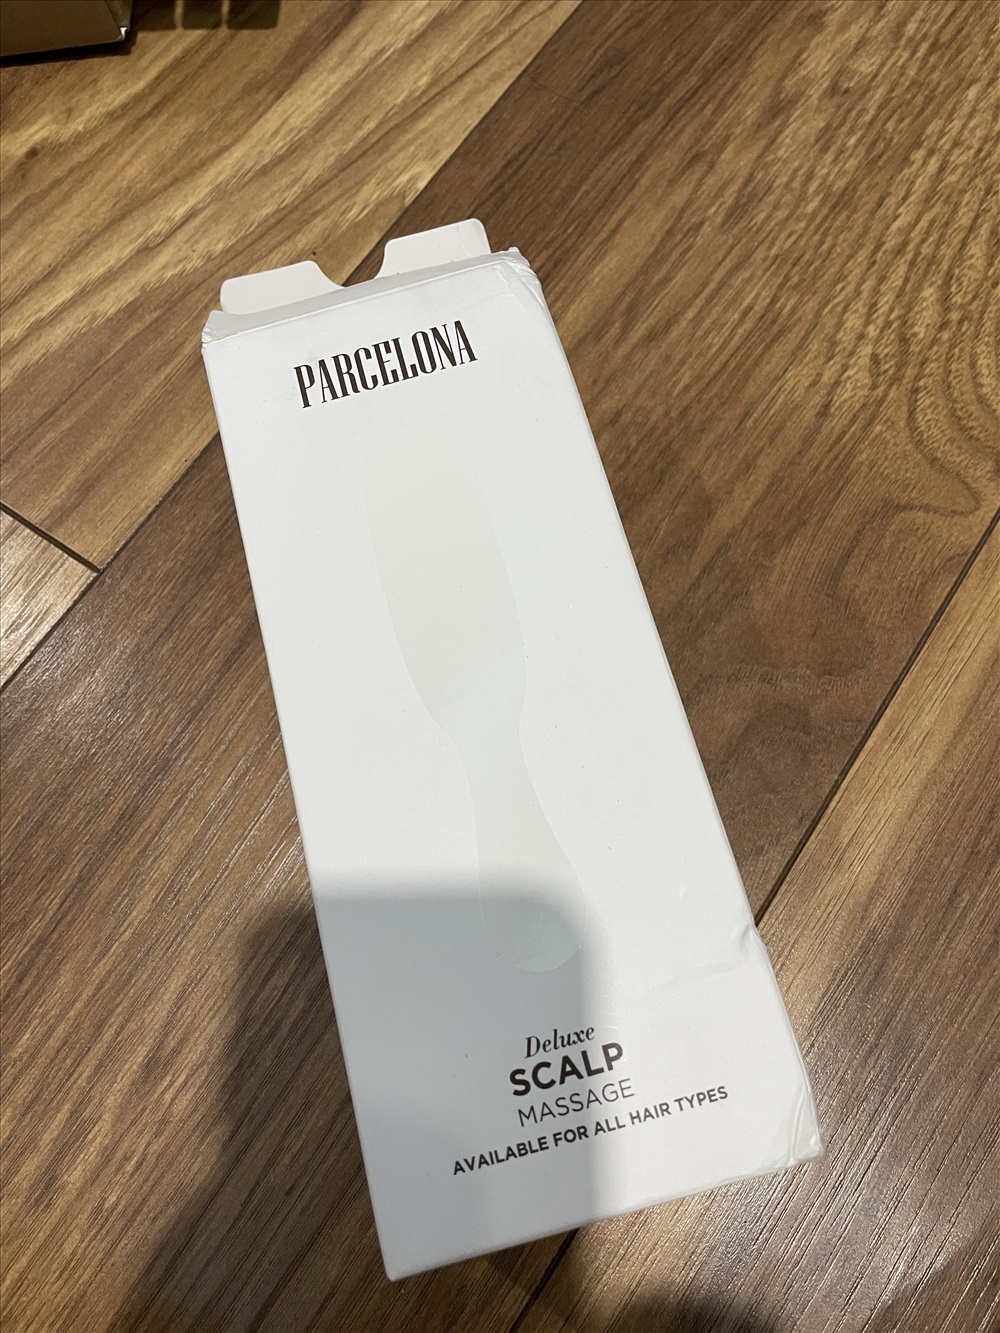 PARCELONA
Deluxe
SCALP
MASSAGE
AVAILABLE FOR ALL HAIR TYPES